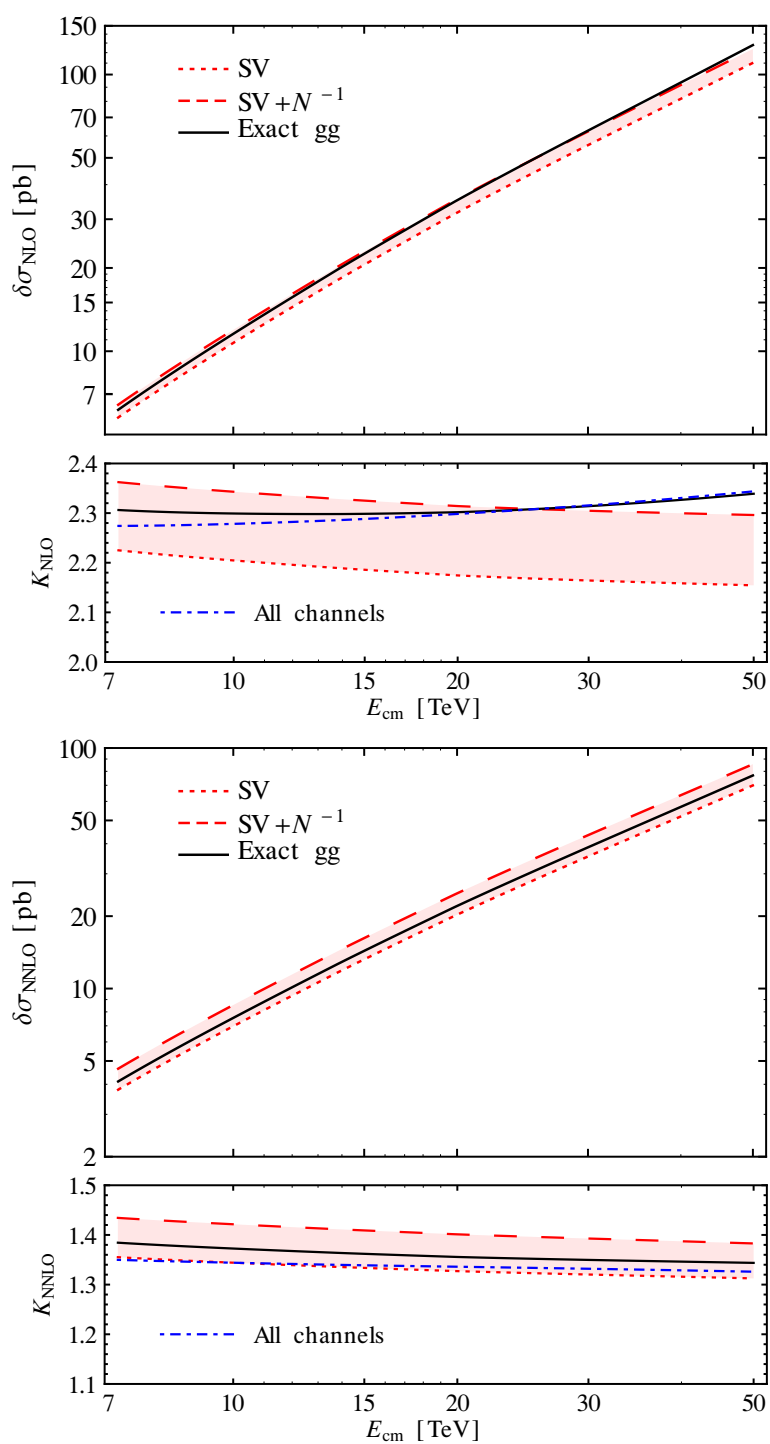 150
100
70
50
30
20
15
10
7
δσNLO [pb]
SV
SV+N⁻¹
Exact gg
2.4
2.3
2.2
2.1
2.0
KNLO
All channels
7 10 15 20 30 50
Ecm [TeV]
100
50
20
10
5
2
δσNNLO [pb]
SV
SV+N⁻¹
Exact gg
1.5
1.4
1.3
1.2
1.1
KNNLO
All channels
7 10 15 20 30 50
Ecm [TeV]